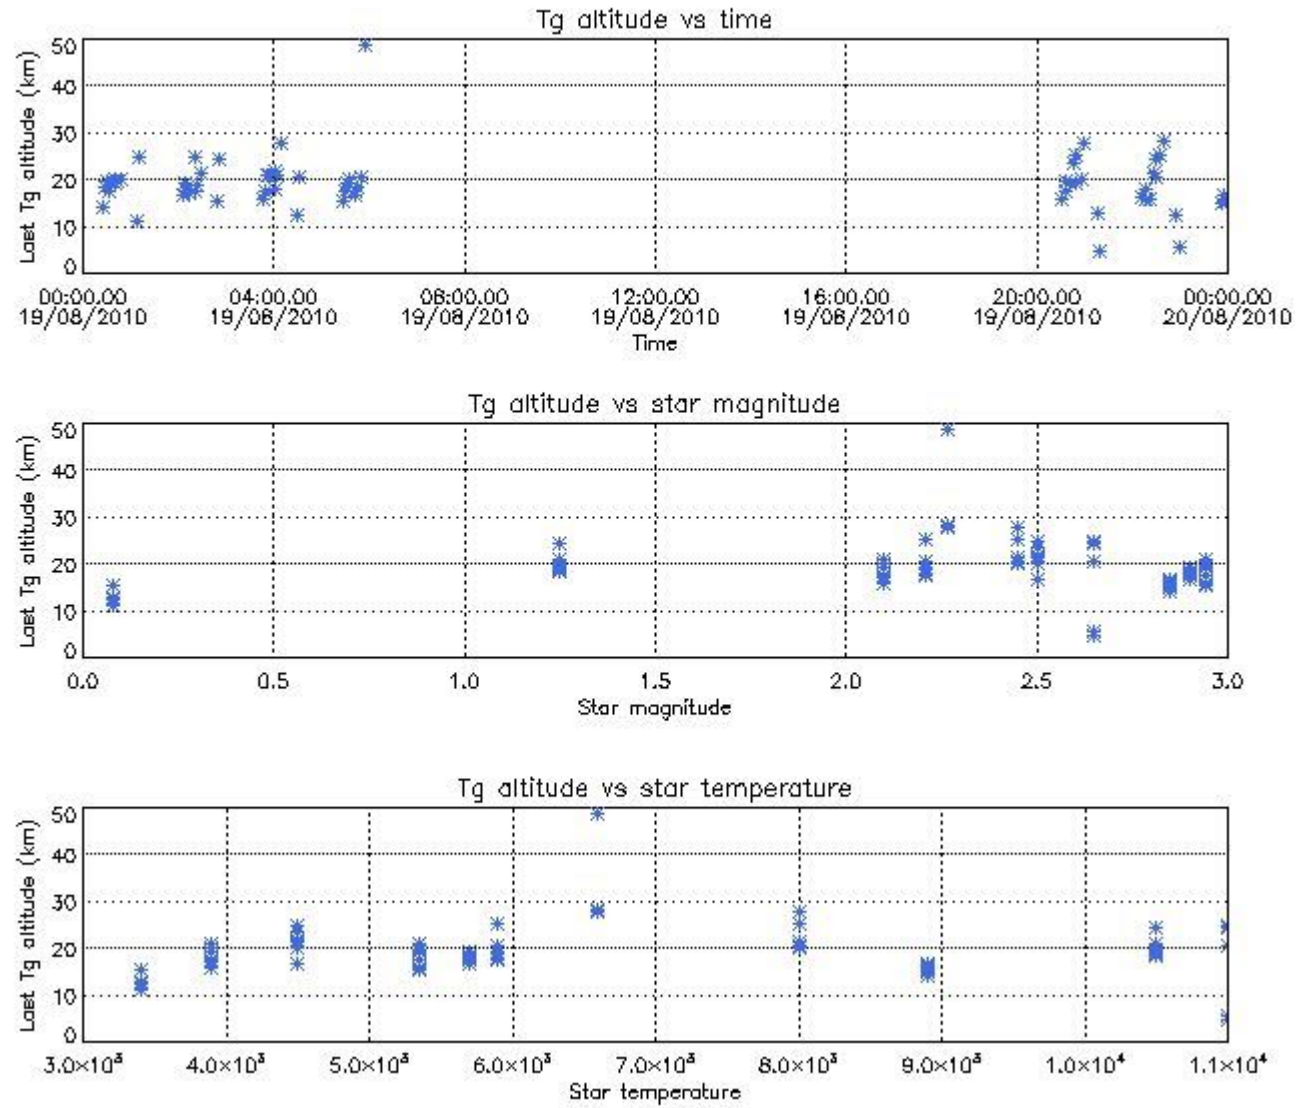 Tg altitude vs time
Last Tg altitude (km)
50
40
30
20
10
0
00:00.00 04:00.00 08:00.00 12:00.00 16:00.00 20:00.00 00:00.00
19/08/2010 19/08/2010 19/08/2010 19/08/2010 19/08/2010 19/08/2010 20/08/2010
Time
Tg altitude vs star magnitude
Last Tg altitude (km)
50
40
30
20
10
0
0.0 0.5 1.0 1.5 2.0 2.5 3.0
Star magnitude
Tg altitude vs star temperature
Last Tg altitude (km)
50
40
30
20
10
0
3.0×10³ 4.0×10³ 5.0×10³ 6.0×10³ 7.0×10³ 8.0×10³ 9.0×10³ 1.0×10⁴ 1.1×10⁴
Star temperature